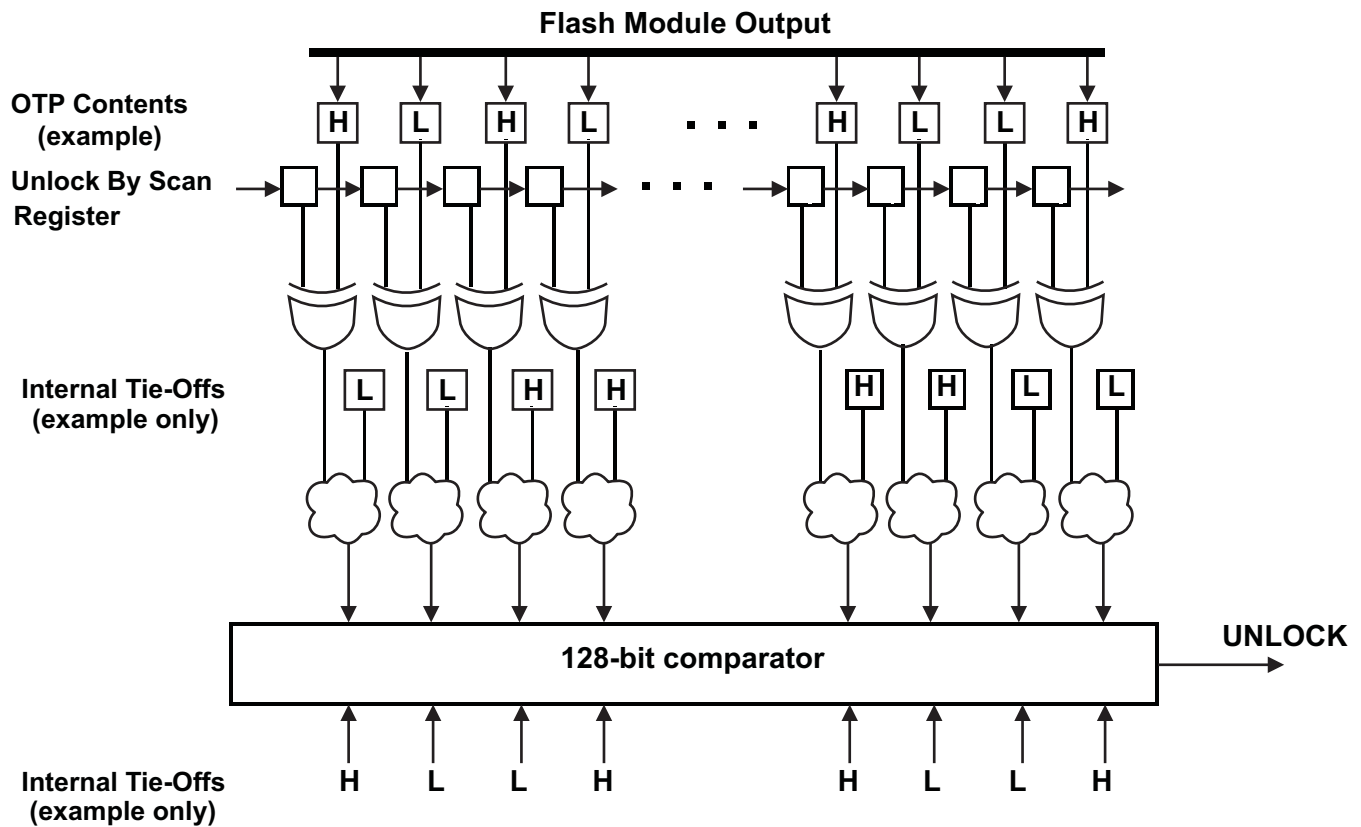 Flash Module Output
OTP Contents
(example)
H L H L . . . H L L H
Unlock By Scan
Register
. . .
Internal Tie-Offs
(example only)
L L H H H H L L
128-bit comparator
UNLOCK
Internal Tie-Offs
(example only)
H L L H H L L H